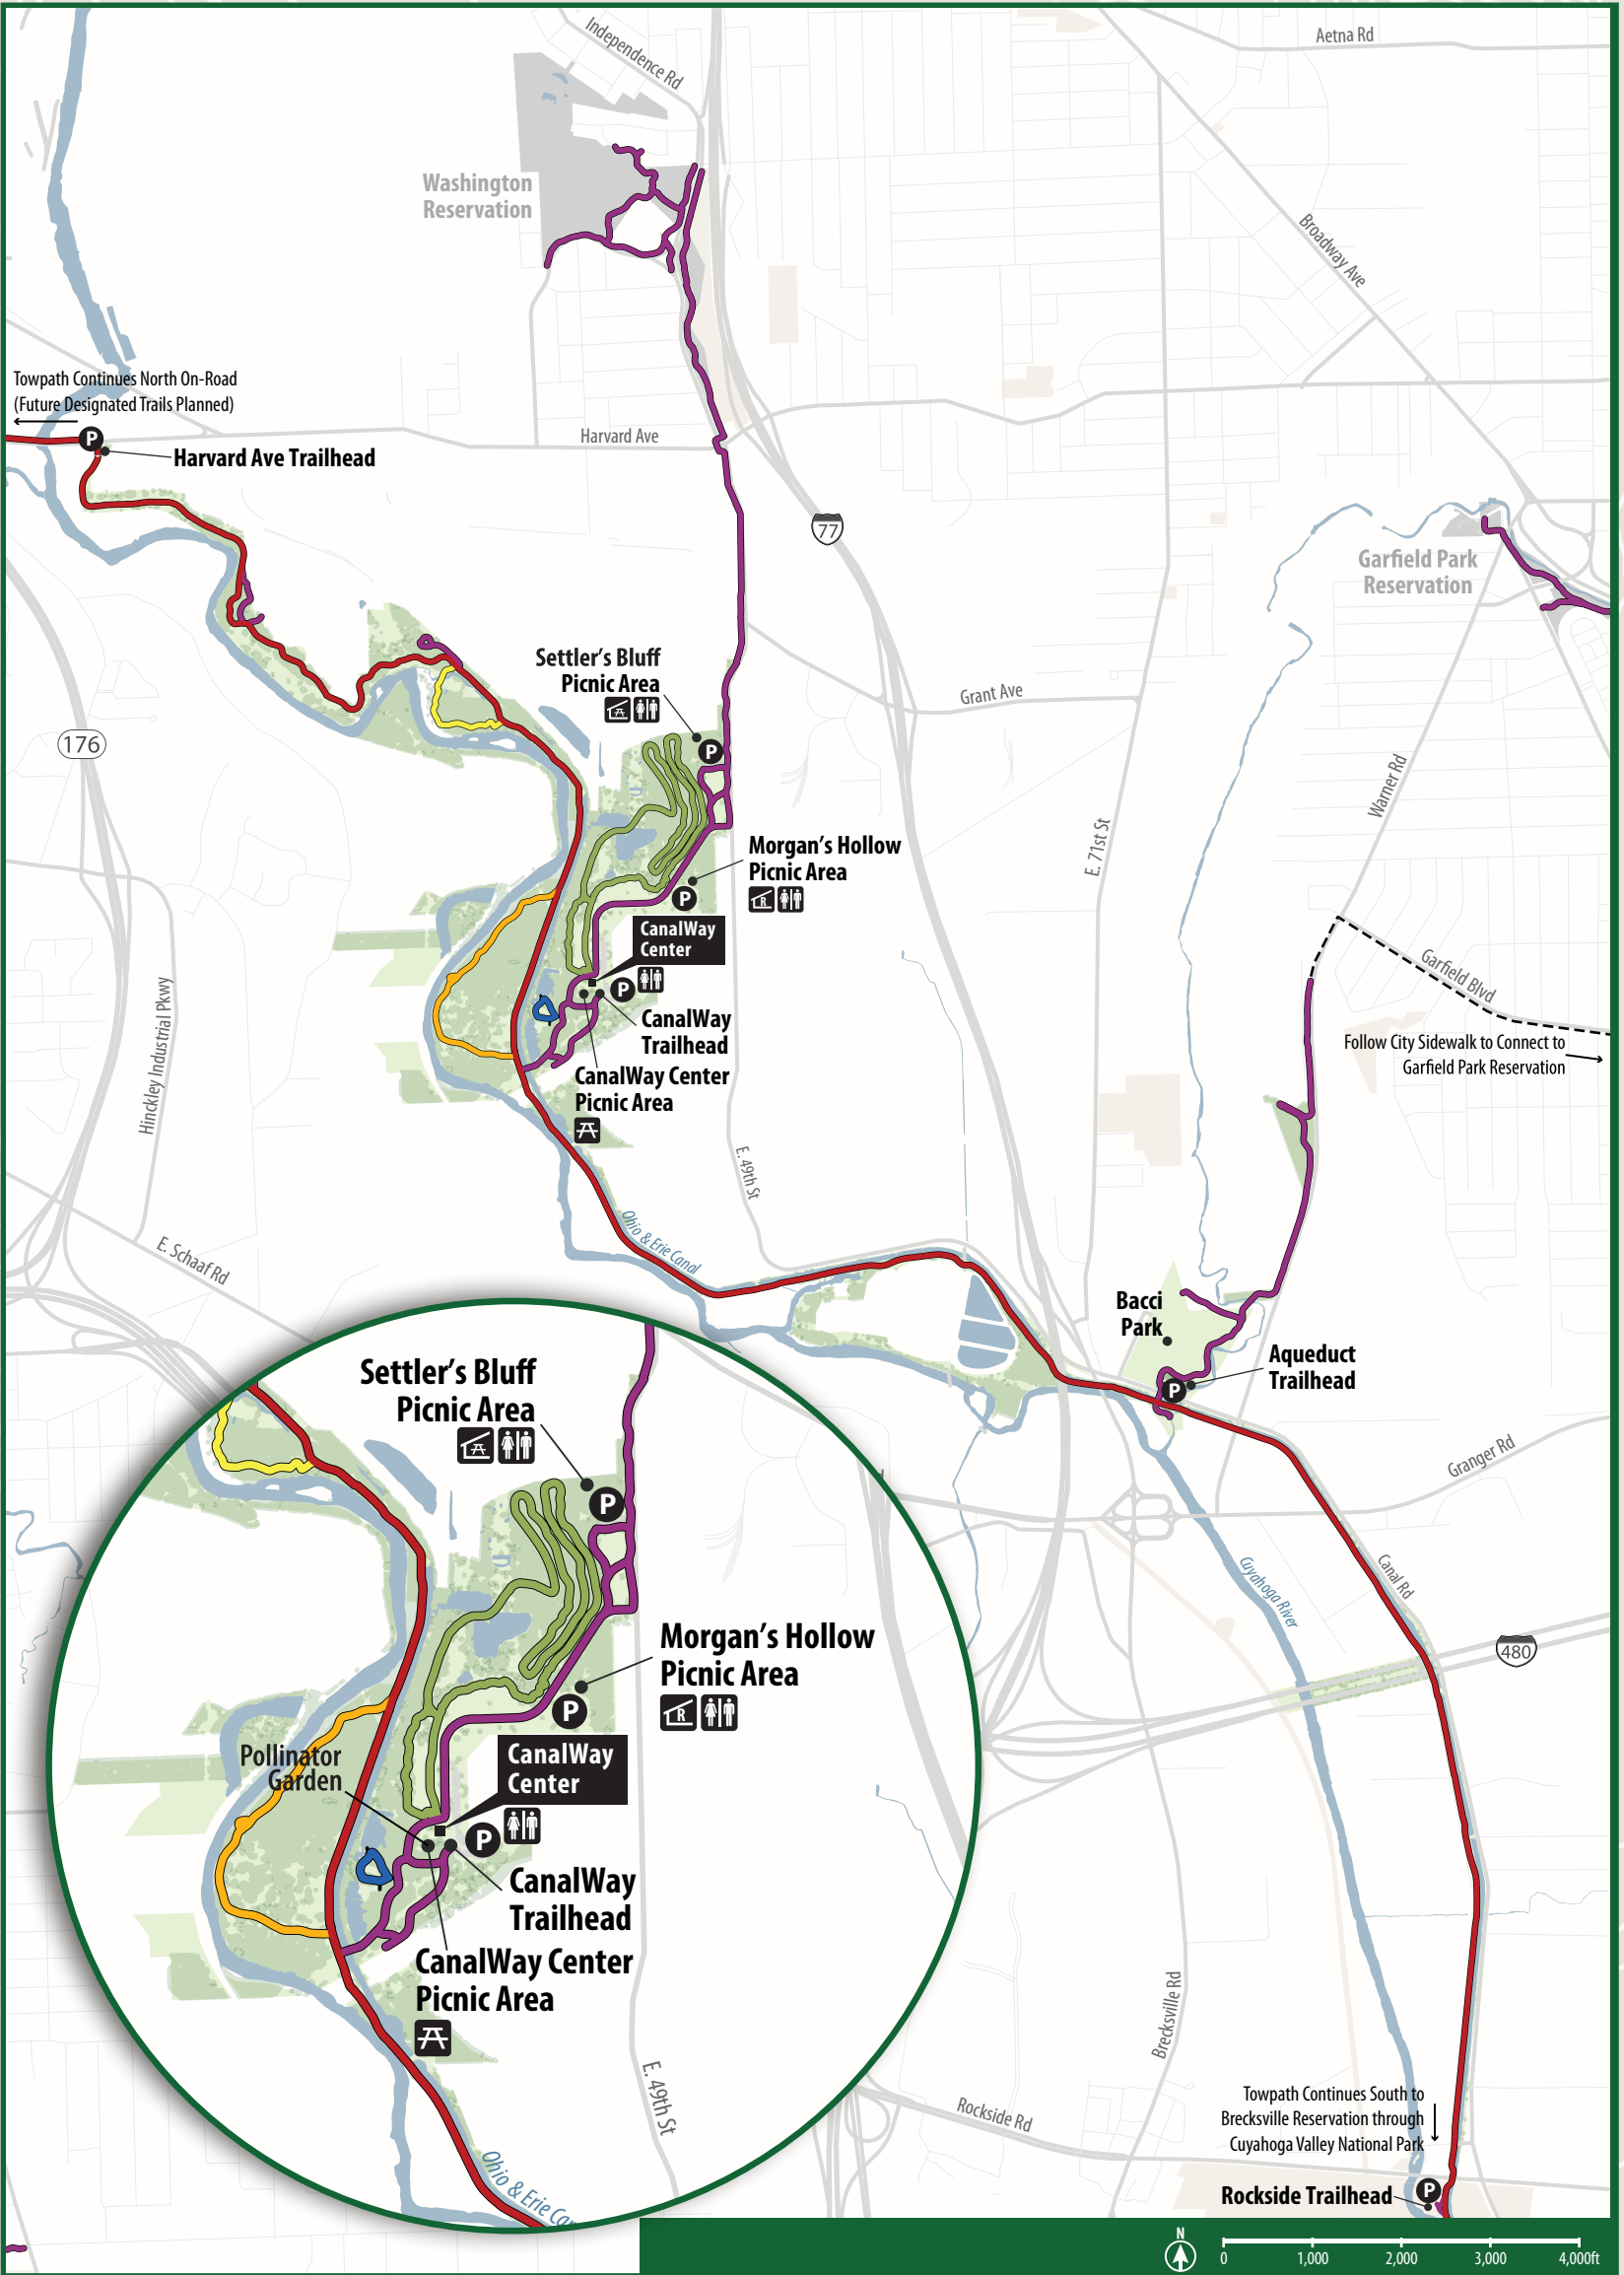 Independence Rd
Aetna Rd
Washington
Reservation
Broadway Ave
Towpath Continues North On-Road
(Future Designated Trails Planned)
P
Harvard Ave Trailhead
Harvard Ave
77
Garfield Park
Reservation
Settler's Bluff
Picnic Area
P
Grant Ave
176
Warner Rd
E. 71st St
Morgan's Hollow
Picnic Area
R
P
CanalWay
Center
P
CanalWay
Trailhead
CanalWay Center
Picnic Area
Garfield Blvd
Follow City Sidewalk to Connect to
Garfield Park Reservation
Hinckley Industrial Pkwy
E. 49th St
E. Schaaf Rd
Ohio & Erie Canal
Bacci
Park
Aqueduct
Trailhead
P
Granger Rd
Canal Rd
Cuyahoga River
480
Settler's Bluff
Picnic Area
P
Morgan's Hollow
Picnic Area
R
P
CanalWay
Center
Pollinator
Garden
P
CanalWay
Trailhead
CanalWay Center
Picnic Area
E. 49th St
Ohio & Erie Can
Brecksville Rd
Rockside Rd
Towpath Continues South to
Brecksville Reservation through
Cuyahoga Valley National Park
P
Rockside Trailhead
N
0 1,000 2,000 3,000 4,000ft